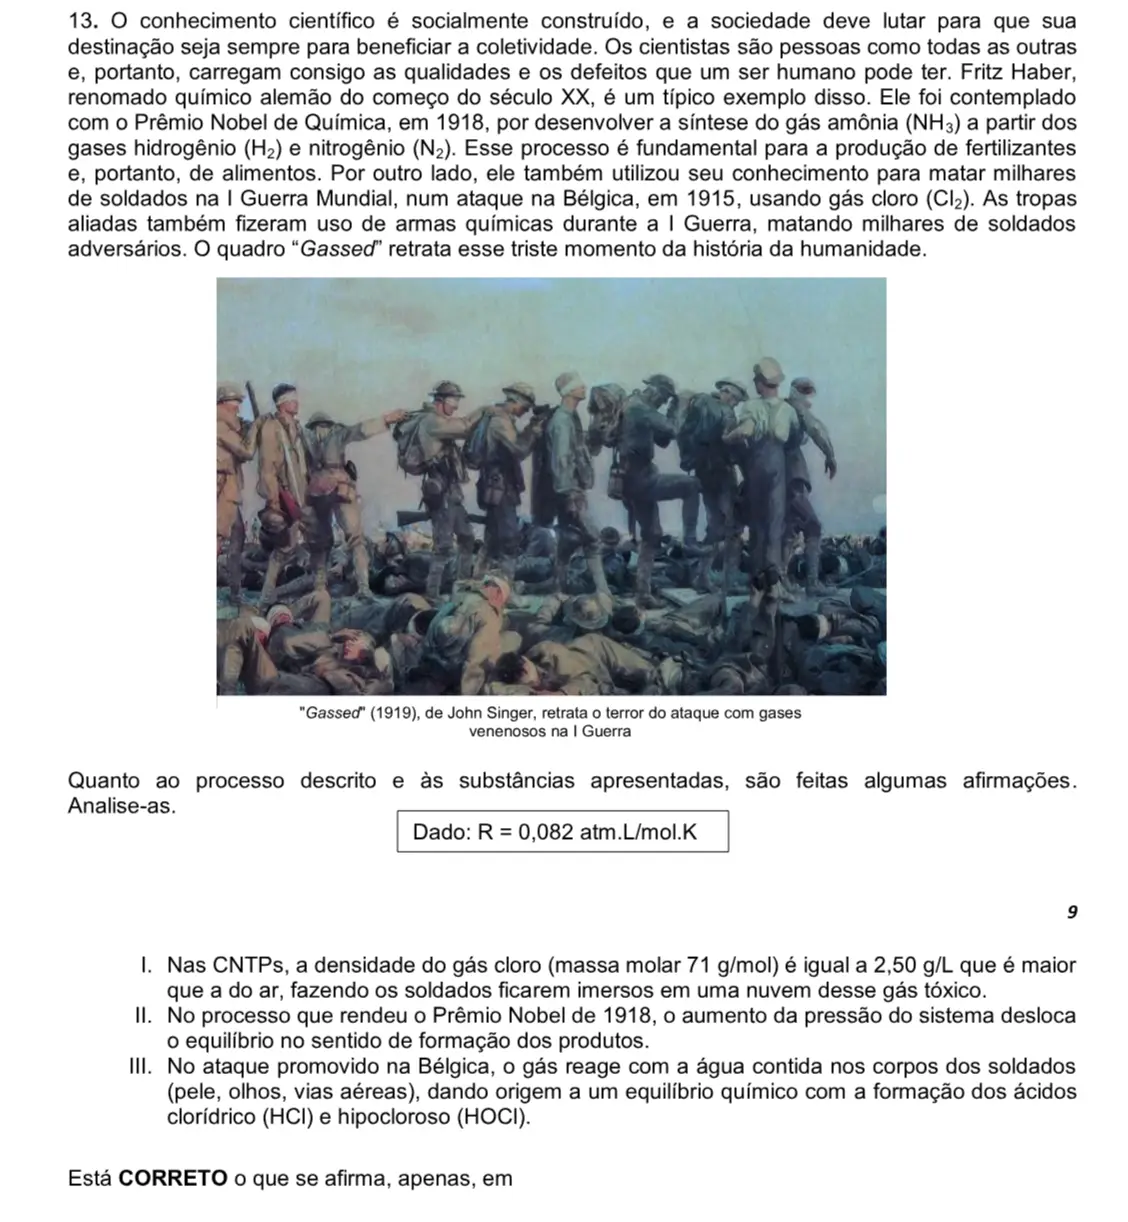 13. O conhecimento científico é socialmente construído, e a sociedade deve lutar para que sua
destinação seja sempre para beneficiar a coletividade. Os cientistas são pessoas como todas as outras
e, portanto, carregam consigo as qualidades e os defeitos que um ser humano pode ter. Fritz Haber,
renomado químico alemão do começo do século XX, é um típico exemplo disso. Ele foi contemplado
com o Prêmio Nobel de Química, em 1918, por desenvolver a síntese do gás amônia (NH₃) a partir dos
gases hidrogênio (H₂) e nitrogênio (N₂). Esse processo é fundamental para a produção de fertilizantes
e, portanto, de alimentos. Por outro lado, ele também utilizou seu conhecimento para matar milhares
de soldados na I Guerra Mundial, num ataque na Bélgica, em 1915, usando gás cloro (Cl₂). As tropas
aliadas também fizeram uso de armas químicas durante a I Guerra, matando milhares de soldados
adversários. O quadro “Gassed” retrata esse triste momento da história da humanidade.
"Gassed" (1919), de John Singer, retrata o terror do ataque com gases
venenosos na I Guerra
Quanto ao processo descrito e às substâncias apresentadas, são feitas algumas afirmações.
Analise-as.
Dado: R = 0,082 atm.L/mol.K
9
I. Nas CNTPs, a densidade do gás cloro (massa molar 71 g/mol) é igual a 2,50 g/L que é maior
que a do ar, fazendo os soldados ficarem imersos em uma nuvem desse gás tóxico.
II. No processo que rendeu o Prêmio Nobel de 1918, o aumento da pressão do sistema desloca
o equilíbrio no sentido de formação dos produtos.
III. No ataque promovido na Bélgica, o gás reage com a água contida nos corpos dos soldados
(pele, olhos, vias aéreas), dando origem a um equilíbrio químico com a formação dos ácidos
clorídrico (HCl) e hipocloroso (HOCl).
Está CORRETO o que se afirma, apenas, em